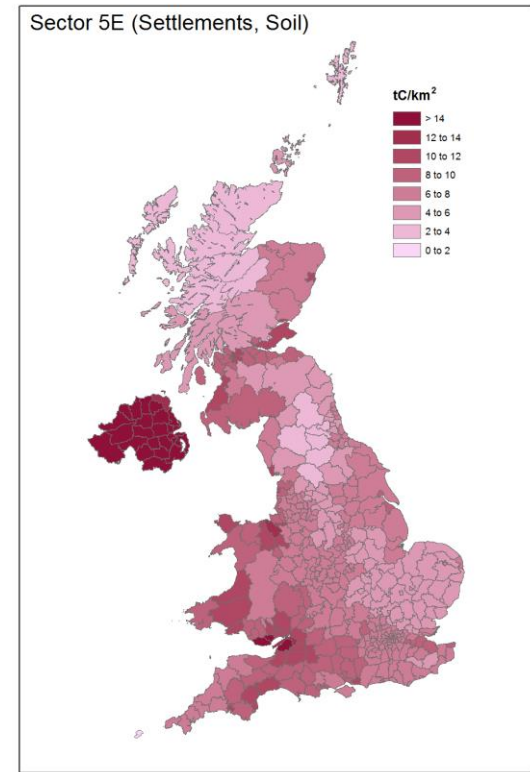 Sector 5E (Settlements, Soil)
tC/km²
> 14
12 to 14
10 to 12
8 to 10
6 to 8
4 to 6
2 to 4
0 to 2